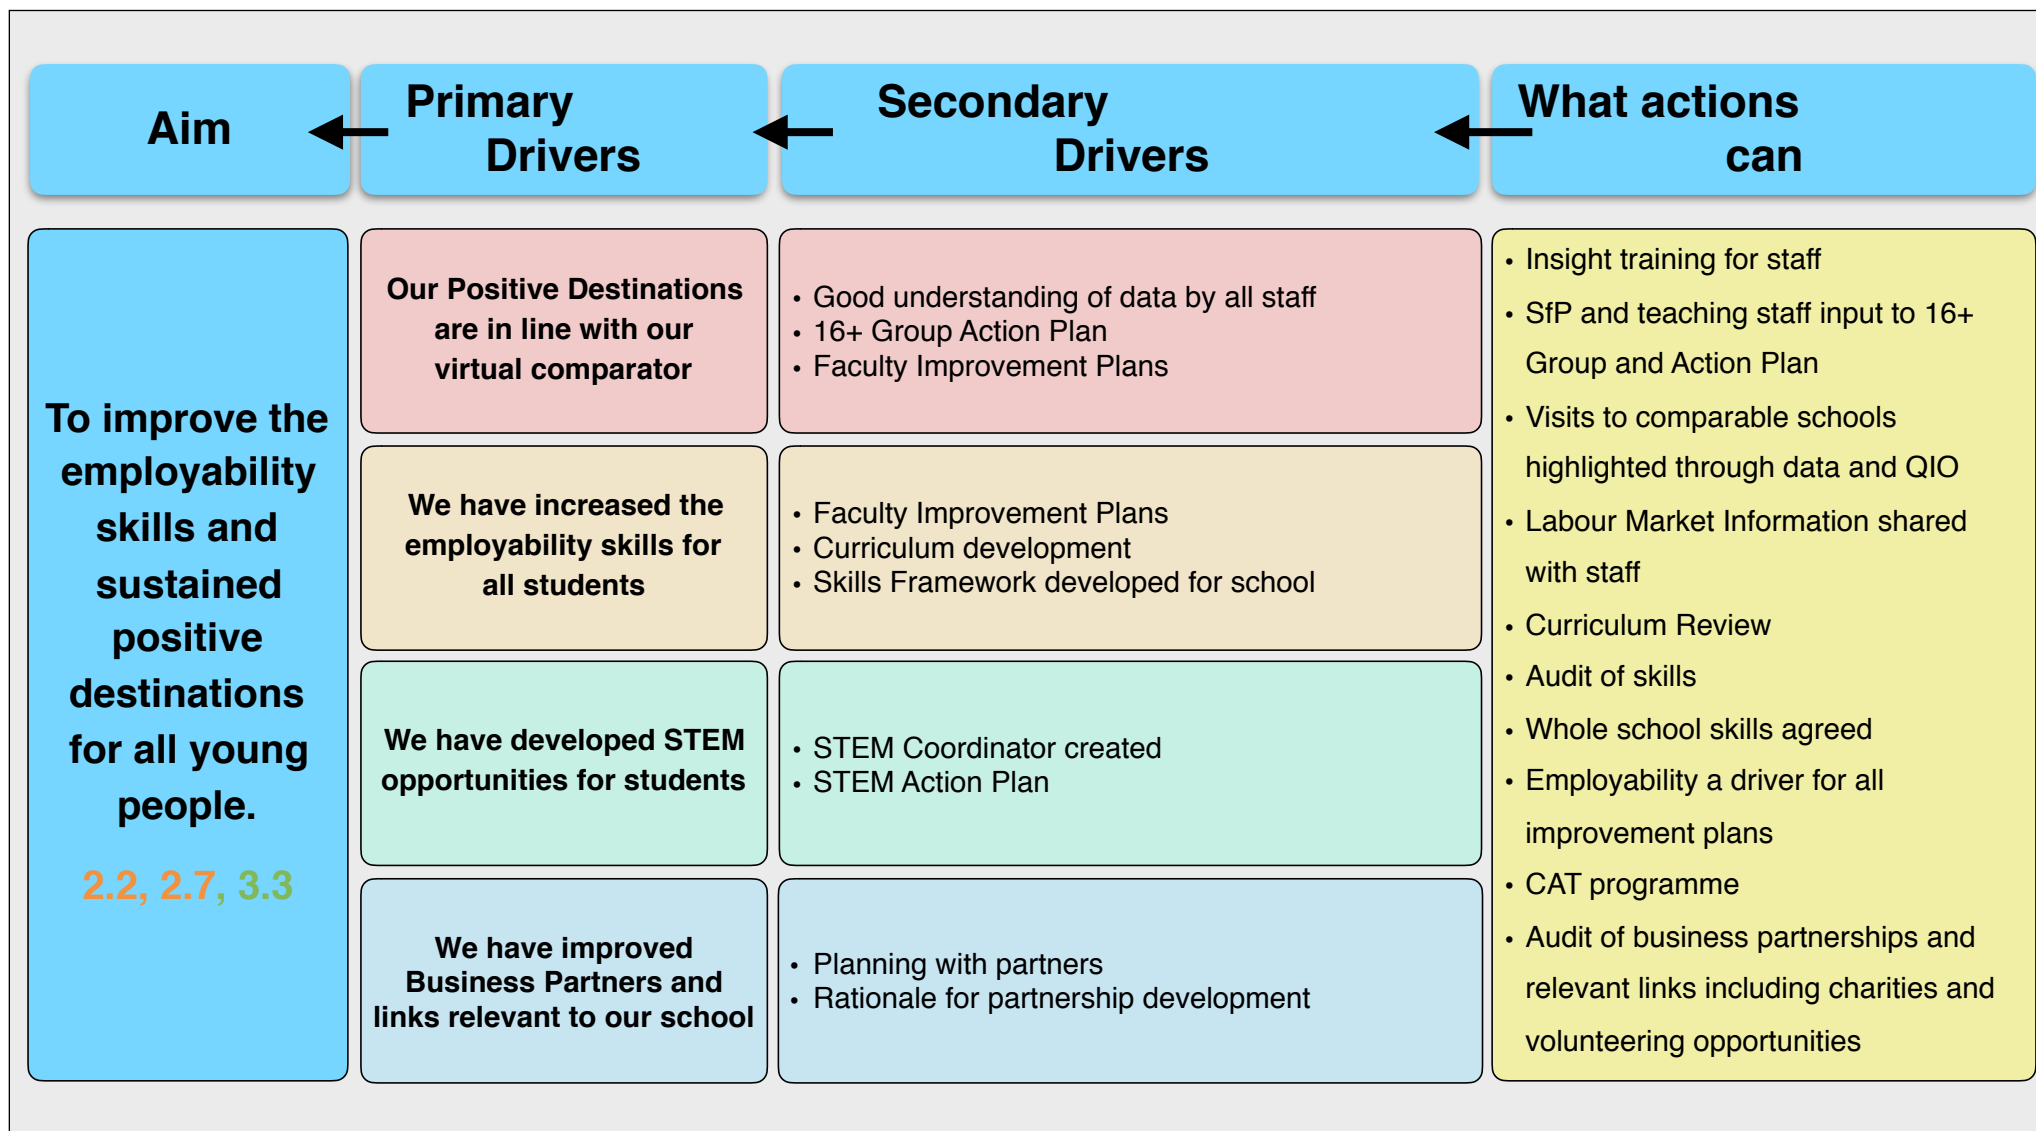 Aim
Primary
Drivers
Secondary
Drivers
What actions
can
To improve the
employability
skills and
sustained
positive
destinations
for all young
people.
2.2, 2.7, 3.3
Our Positive Destinations
are in line with our
virtual comparator
• Good understanding of data by all staff
• 16+ Group Action Plan
• Faculty Improvement Plans
We have increased the
employability skills for
all students
• Faculty Improvement Plans
• Curriculum development
• Skills Framework developed for school
We have developed STEM
opportunities for students
• STEM Coordinator created
• STEM Action Plan
We have improved
Business Partners and
links relevant to our school
• Planning with partners
• Rationale for partnership development
• Insight training for staff
• SfP and teaching staff input to 16+
Group and Action Plan
• Visits to comparable schools
highlighted through data and QIO
• Labour Market Information shared
with staff
• Curriculum Review
• Audit of skills
• Whole school skills agreed
• Employability a driver for all
improvement plans
• CAT programme
• Audit of business partnerships and
relevant links including charities and
volunteering opportunities